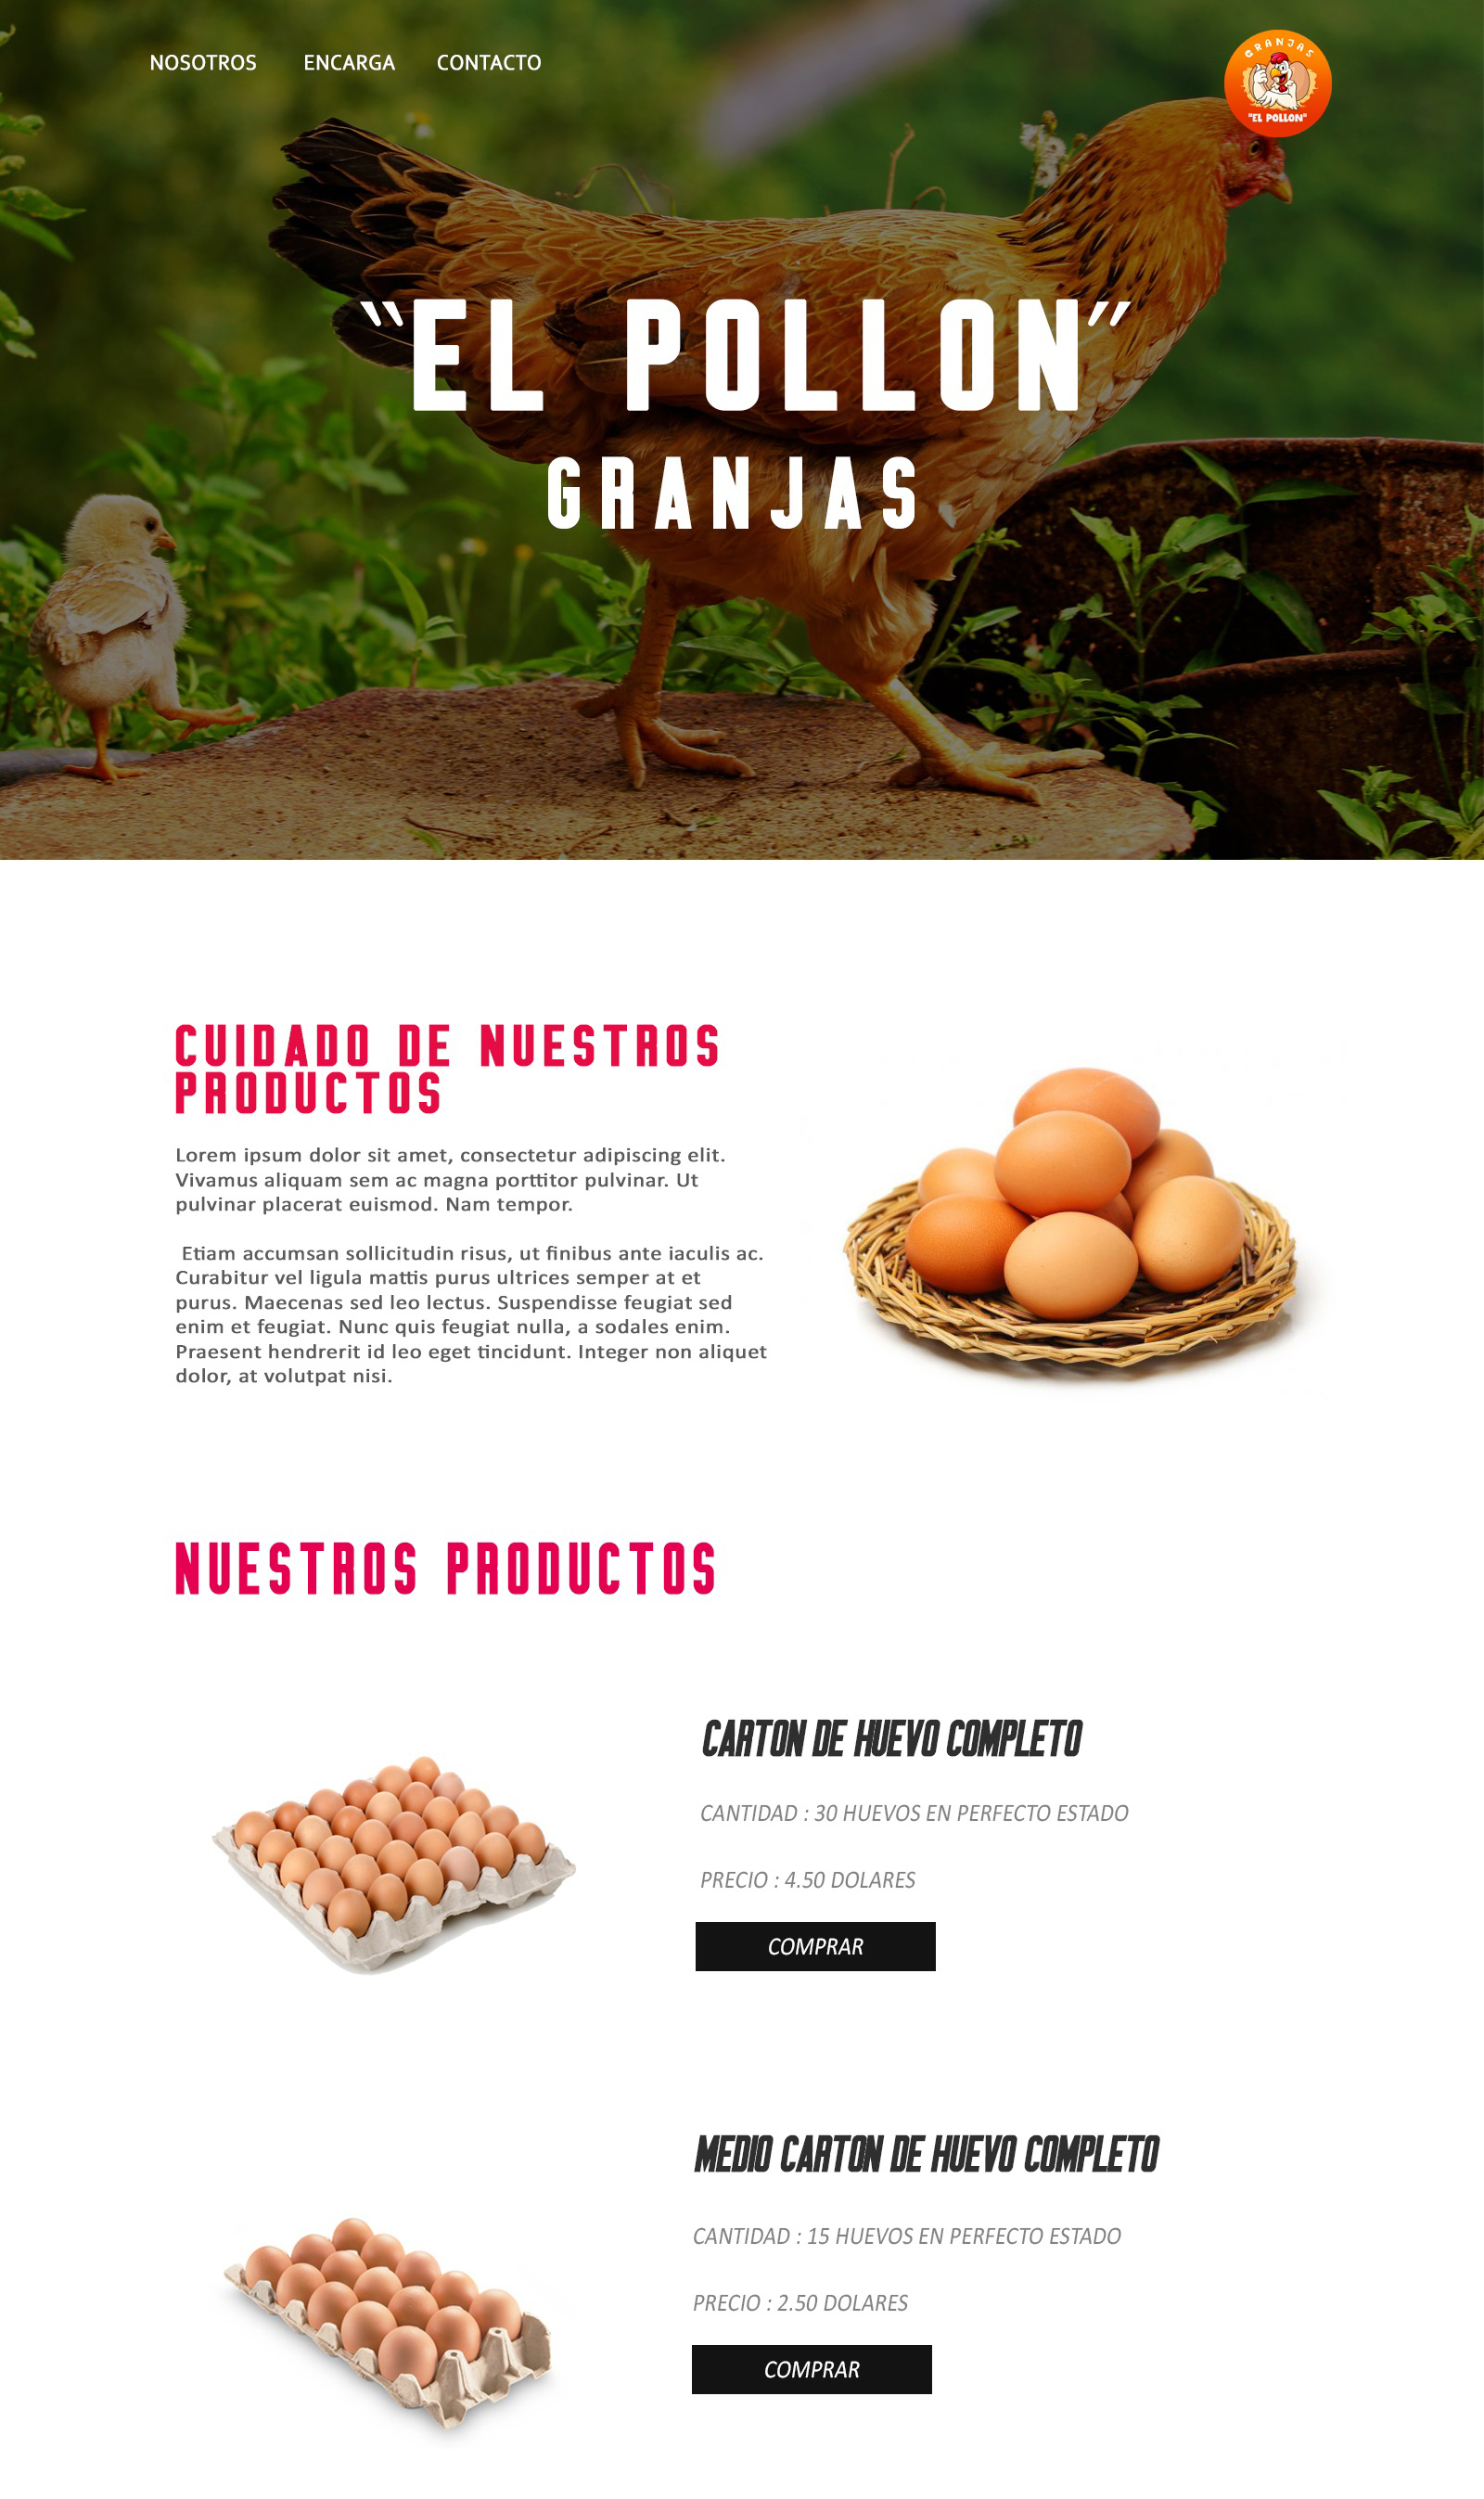 NOSOTROS ENCARGA CONTACTO
GRANJAS
"EL POLLON"
"EL POLLON"
GRANJAS
CUIDADO DE NUESTROS
PRODUCTOS
Lorem ipsum dolor sit amet, consectetur adipiscing elit.
Vivamus aliquam sem ac magna porttitor pulvinar. Ut
pulvinar placerat euismod. Nam tempor.
Etiam accumsan sollicitudin risus, ut finibus ante iaculis ac.
Curabitur vel ligula mattis purus ultrices semper at et
purus. Maecenas sed leo lectus. Suspendisse feugiat sed
enim et feugiat. Nunc quis feugiat nulla, a sodales enim.
Praesent hendrerit id leo eget tincidunt. Integer non aliquet
dolor, at volutpat nisi.
NUESTROS PRODUCTOS
CARTON DE HUEVO COMPLETO
CANTIDAD : 30 HUEVOS EN PERFECTO ESTADO
PRECIO : 4.50 DOLARES
COMPRAR
MEDIO CARTON DE HUEVO COMPLETO
CANTIDAD : 15 HUEVOS EN PERFECTO ESTADO
PRECIO : 2.50 DOLARES
COMPRAR